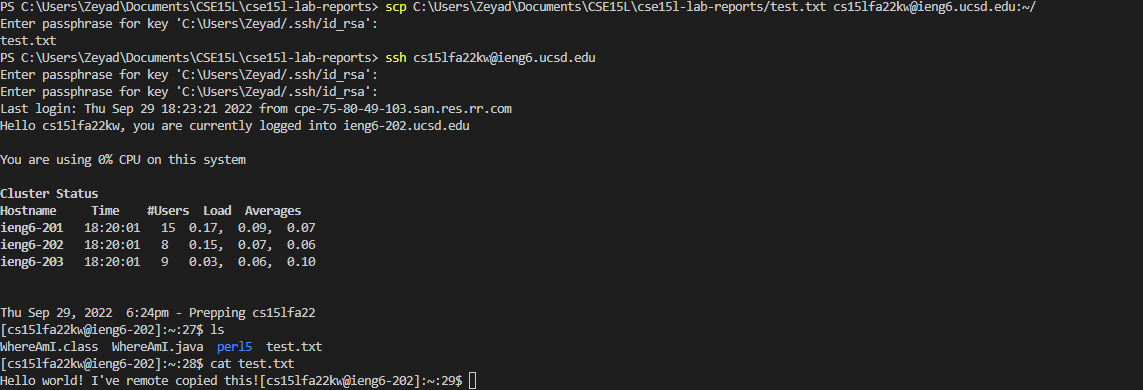 PS C:\Users\Zeyad\Documents\CSE15L\cse15l-lab-reports> scp C:\Users\Zeyad\Documents\CSE15L\cse15l-lab-reports/test.txt cs15lfa22kw@ieng6.ucsd.edu:~/
Enter passphrase for key 'C:\Users\Zeyad/.ssh/id_rsa':
test.txt
PS C:\Users\Zeyad\Documents\CSE15L\cse15l-lab-reports> ssh cs15lfa22kw@ieng6.ucsd.edu
Enter passphrase for key 'C:\Users\Zeyad/.ssh/id_rsa':
Enter passphrase for key 'C:\Users\Zeyad/.ssh/id_rsa':
Last login: Thu Sep 29 18:23:21 2022 from cpe-75-80-49-103.san.res.rr.com
Hello cs15lfa22kw, you are currently logged into ieng6-202.ucsd.edu
You are using 0% CPU on this system
Cluster Status
Hostname     Time    #Users  Load  Averages
ieng6-201   18:20:01   15  0.17,  0.09,  0.07
ieng6-202   18:20:01   8   0.15,  0.07,  0.06
ieng6-203   18:20:01   9   0.03,  0.06,  0.10
Thu Sep 29, 2022  6:24pm - Prepping cs15lfa22
[cs15lfa22kw@ieng6-202]:~:27$ ls
WhereAmI.class  WhereAmI.java  perl5  test.txt
[cs15lfa22kw@ieng6-202]:~:28$ cat test.txt
Hello world! I've remote copied this![cs15lfa22kw@ieng6-202]:~:29$